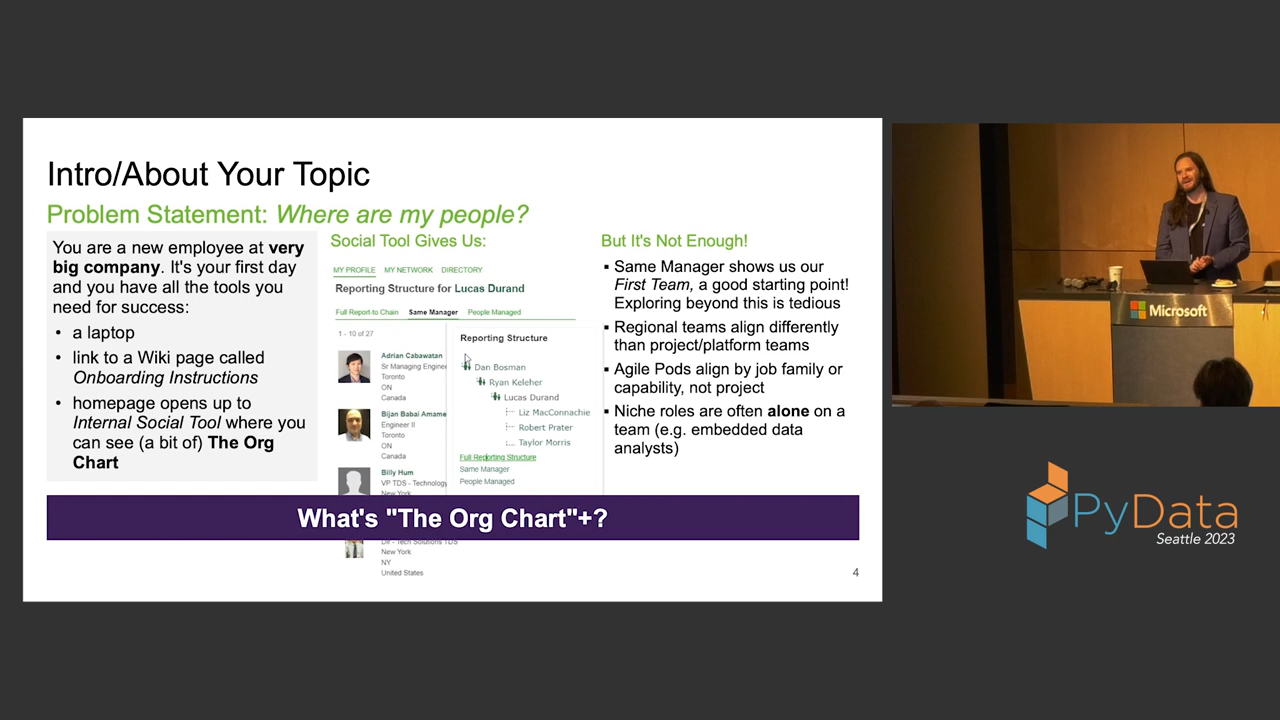 Intro/About Your Topic
Problem Statement: Where are my people?
You are a new employee at very
big company. It's your first day
and you have all the tools you
need for success:
• a laptop
• link to a Wiki page called
Onboarding Instructions
• homepage opens up to
Internal Social Tool where you
can see (a bit of) The Org
Chart
Social Tool Gives Us:
MY PROFILE MY NETWORK DIRECTORY
Reporting Structure for Lucas Durand
Full Report-to Chain Same Manager People Managed
1 - 10 of 27
Adrian Cabawatan
Sr Managing Enginee
Toronto
ON
Canada
Bijan Babai Amame
Engineer II
Toronto
ON
Canada
Billy Hum
VP TDS - Technology
New York
Dir - Tech Solutions TDS
New York
NY
United States
Reporting Structure
Dan Bosman
Ryan Keleher
Lucas Durand
Liz MacConnachie
Robert Prater
Taylor Morris
Full Reporting Structure
Same Manager
People Managed
But It's Not Enough!
▪ Same Manager shows us our
First Team, a good starting point!
Exploring beyond this is tedious
▪ Regional teams align differently
than project/platform teams
▪ Agile Pods align by job family or
capability, not project
▪ Niche roles are often alone on a
team (e.g. embedded data
analysts)
What's "The Org Chart"+?
4
Microsoft
PyData
Seattle 2023